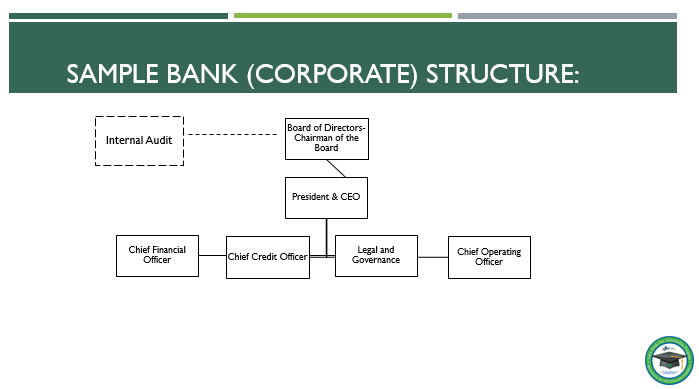 SAMPLE BANK (CORPORATE) STRUCTURE:
Internal Audit
Board of Directors-
Chairman of the
Board
President & CEO
Chief Financial
Officer
Chief Credit Officer
Legal and
Governance
Chief Operating
Officer